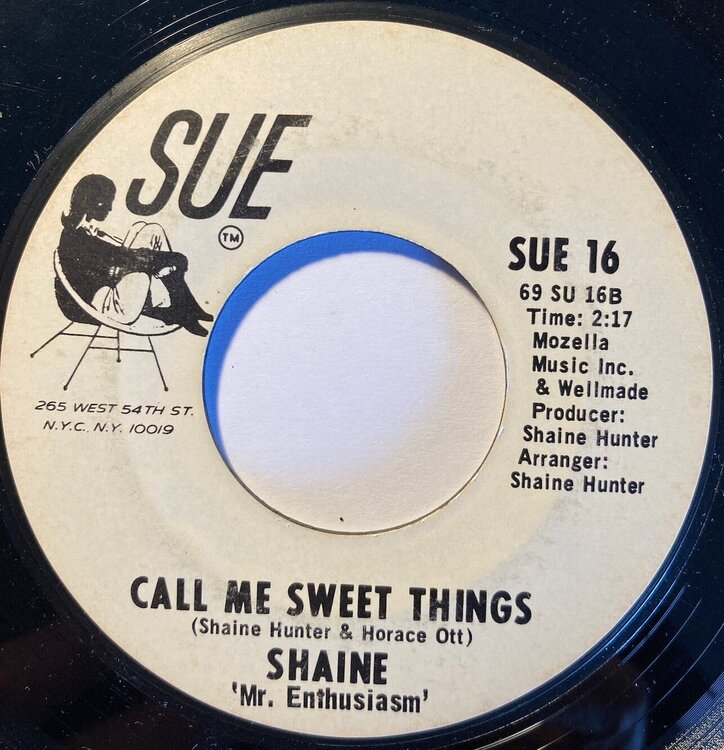 SUE
TM
265 WEST 54TH ST.
N.Y.C., N.Y. 10019
SUE 16
69 SU 16B
Time: 2:17
Mozella
Music Inc.
& Wellmade
Producer:
Shaine Hunter
Arranger:
Shaine Hunter
CALL ME SWEET THINGS
(Shaine Hunter & Horace Ott)
SHAINE
'Mr. Enthusiasm'